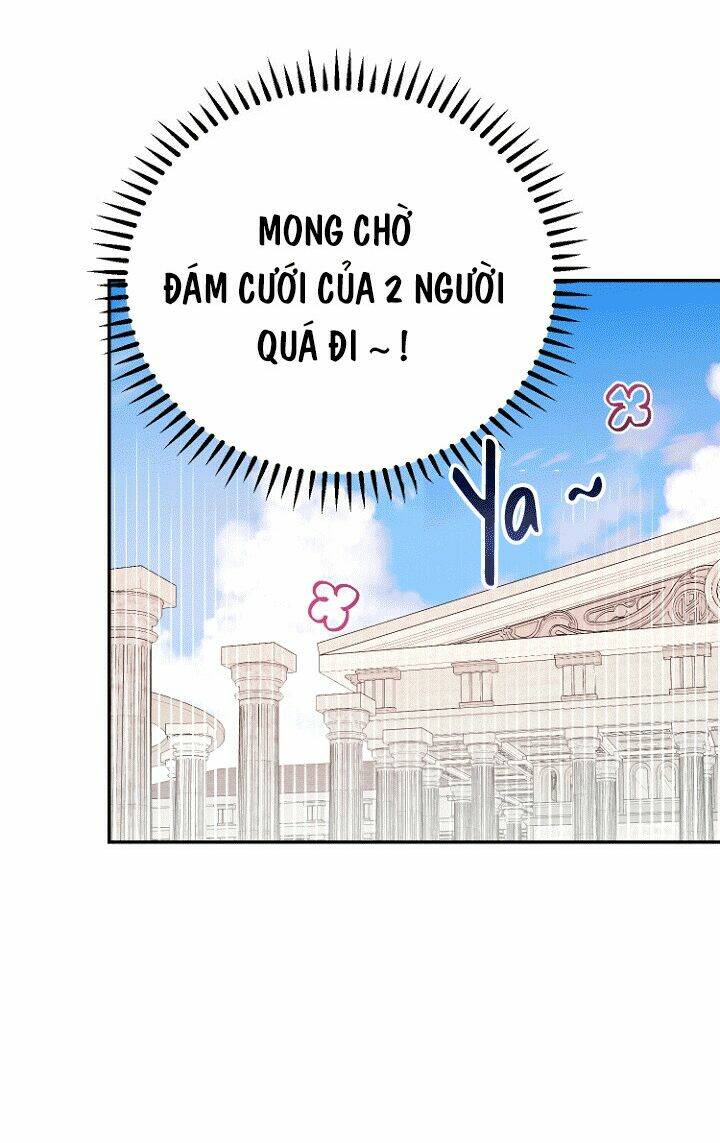 MONG CHỜ
ĐÁM CƯỚI CỦA 2 NGƯỜI
QUÁ ĐI ~ !
Ya ~